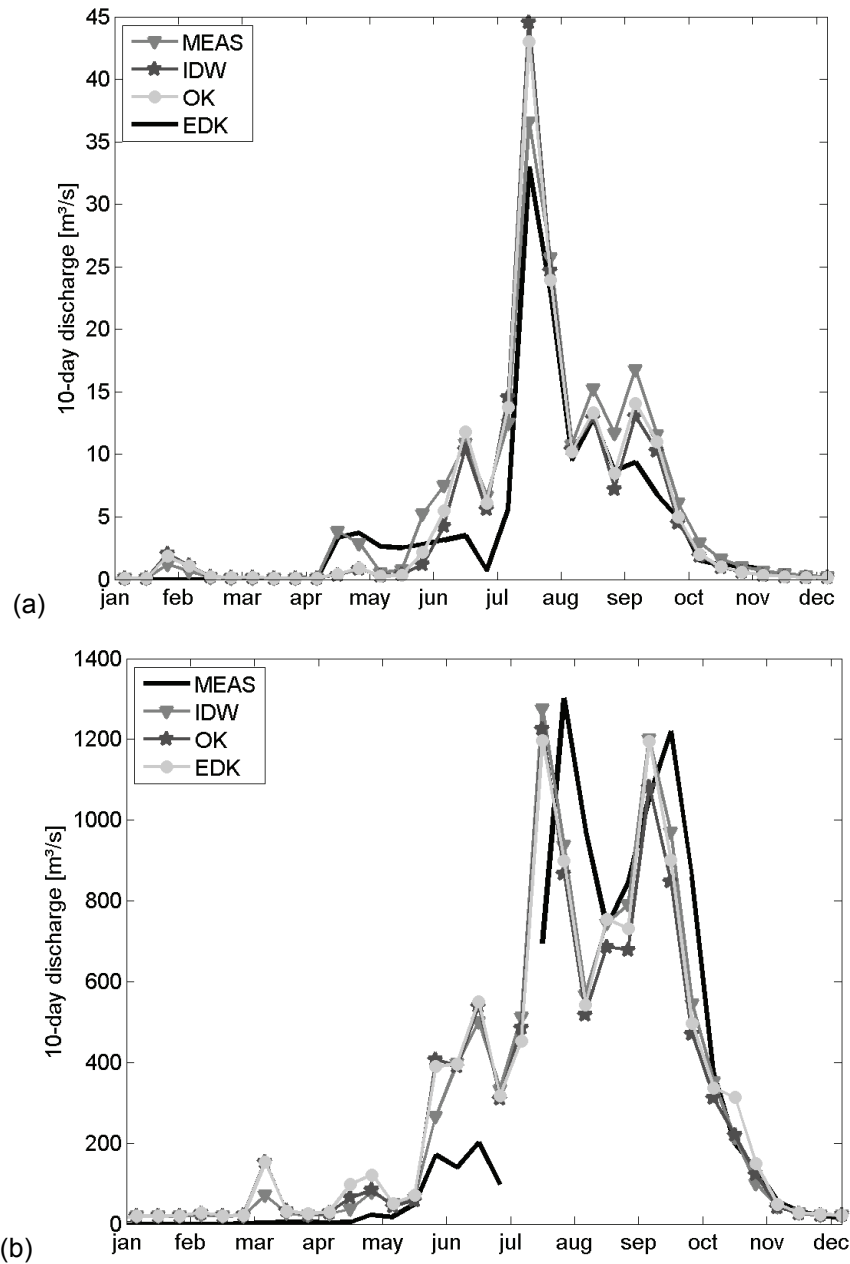 45
40
35
30
25
20
15
10
5
0
10-day discharge [m³/s]
MEAS
IDW
OK
EDK
jan feb mar apr may jun jul aug sep oct nov dec
(a)
1400
1200
1000
800
600
400
200
0
10-day discharge [m³/s]
MEAS
IDW
OK
EDK
jan feb mar apr may jun jul aug sep oct nov dec
(b)